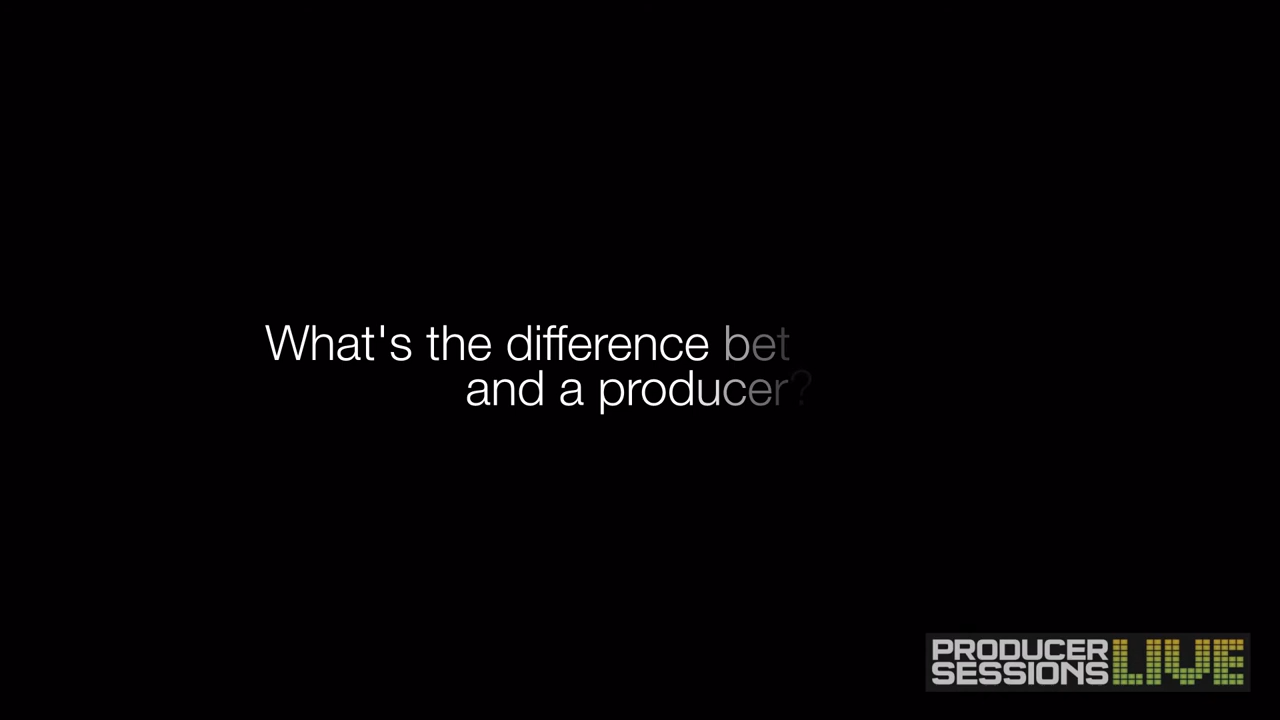 What's the difference bet
and a producer?
PRODUCER
SESSIONS LIVE